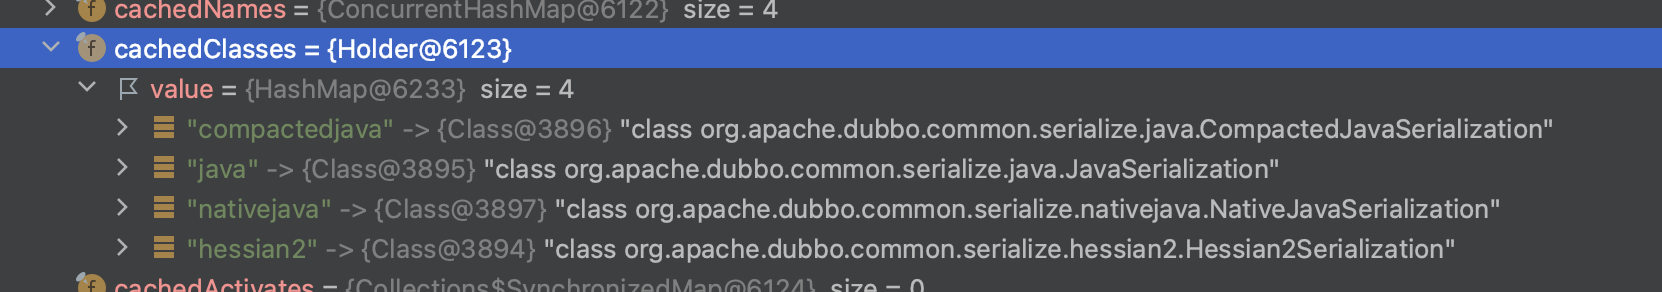 cachedNames = {ConcurrentHashMap@6122} size = 4
cachedClasses = {Holder@6123}
value = {HashMap@6233} size = 4
"compactedjava" -> {Class@3896} "class org.apache.dubbo.common.serialize.java.CompactedJavaSerialization"
"java" -> {Class@3895} "class org.apache.dubbo.common.serialize.java.JavaSerialization"
"nativejava" -> {Class@3897} "class org.apache.dubbo.common.serialize.nativejava.NativeJavaSerialization"
"hessian2" -> {Class@3894} "class org.apache.dubbo.common.serialize.hessian2.Hessian2Serialization"
cachedActivates = {Collections$SynchronizedMap@6124} size = 0